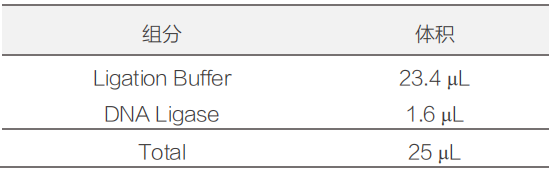 组分 体积
Ligation Buffer 23.4 μL
DNA Ligase 1.6 μL
Total 25 μL